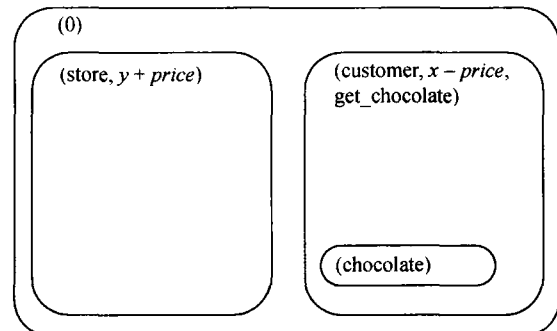 (0)
(store, y + price)
(customer, x – price,
get_chocolate)
(chocolate)